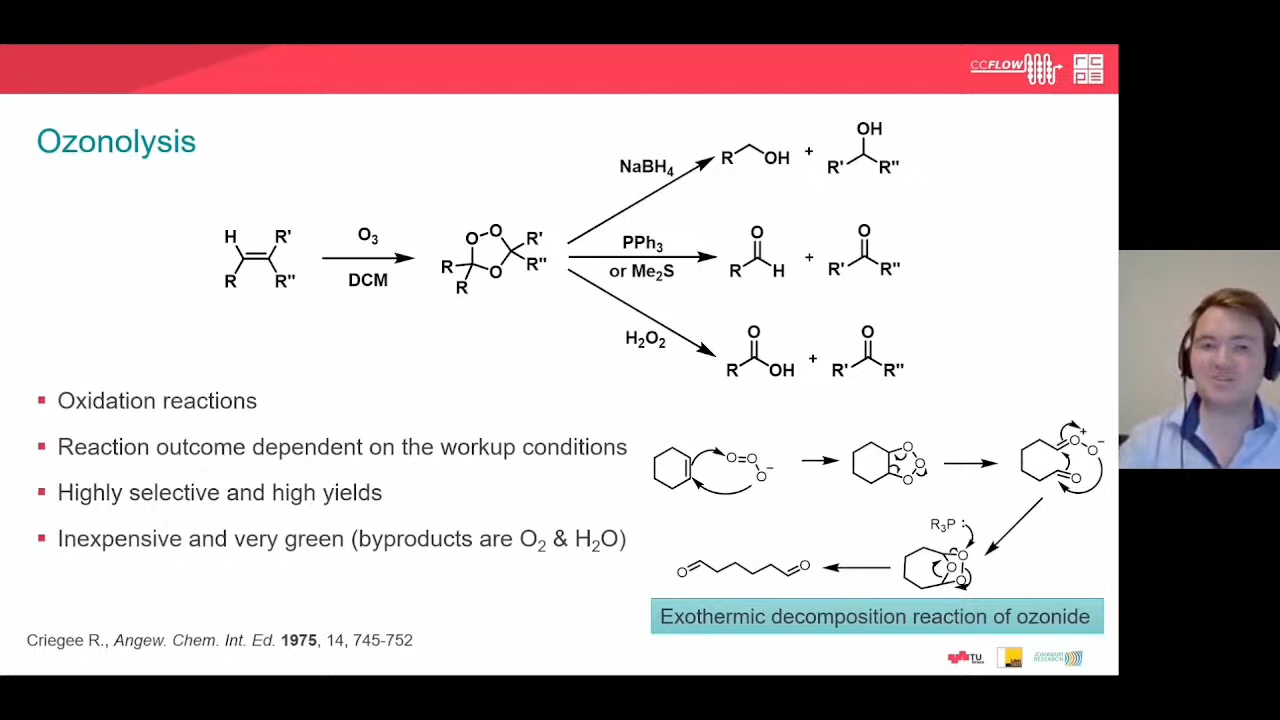 CCFLOW
Ozonolysis
H R' R R''
O3
DCM
O O O R R R' R''
NaBH4
R OH + OH R' R''
PPh3
or Me2S
O R H + O R' R''
H2O2
O R OH + O R' R''
Oxidation reactions
Reaction outcome dependent on the workup conditions
Highly selective and high yields
Inexpensive and very green (byproducts are O2 & H2O)
O O O −
O O O
+ O O − O
R3P :
O O O
O O
Exothermic decomposition reaction of ozonide
Criegee R., Angew. Chem. Int. Ed. 1975, 14, 745-752
TU
JOANNEUM
RESEARCH